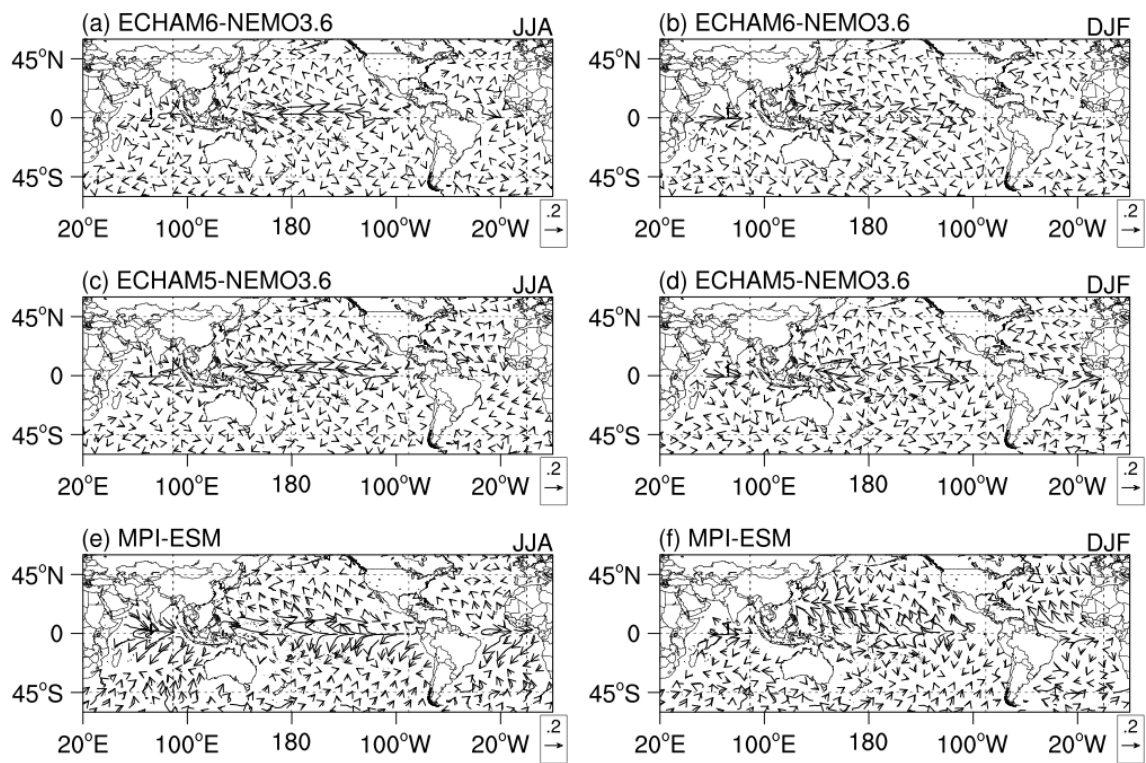 (a) ECHAM6-NEMO3.6 JJA (b) ECHAM6-NEMO3.6 DJF
45°N 45°N
0 0
45°S 45°S
.2 .2
20°E 100°E 180 100°W 20°W 20°E 100°E 180 100°W 20°W
(c) ECHAM5-NEMO3.6 JJA (d) ECHAM5-NEMO3.6 DJF
45°N 45°N
0 0
45°S 45°S
.2 .2
20°E 100°E 180 100°W 20°W 20°E 100°E 180 100°W 20°W
(e) MPI-ESM JJA (f) MPI-ESM DJF
45°N 45°N
0 0
45°S 45°S
.2 .2
20°E 100°E 180 100°W 20°W 20°E 100°E 180 100°W 20°W